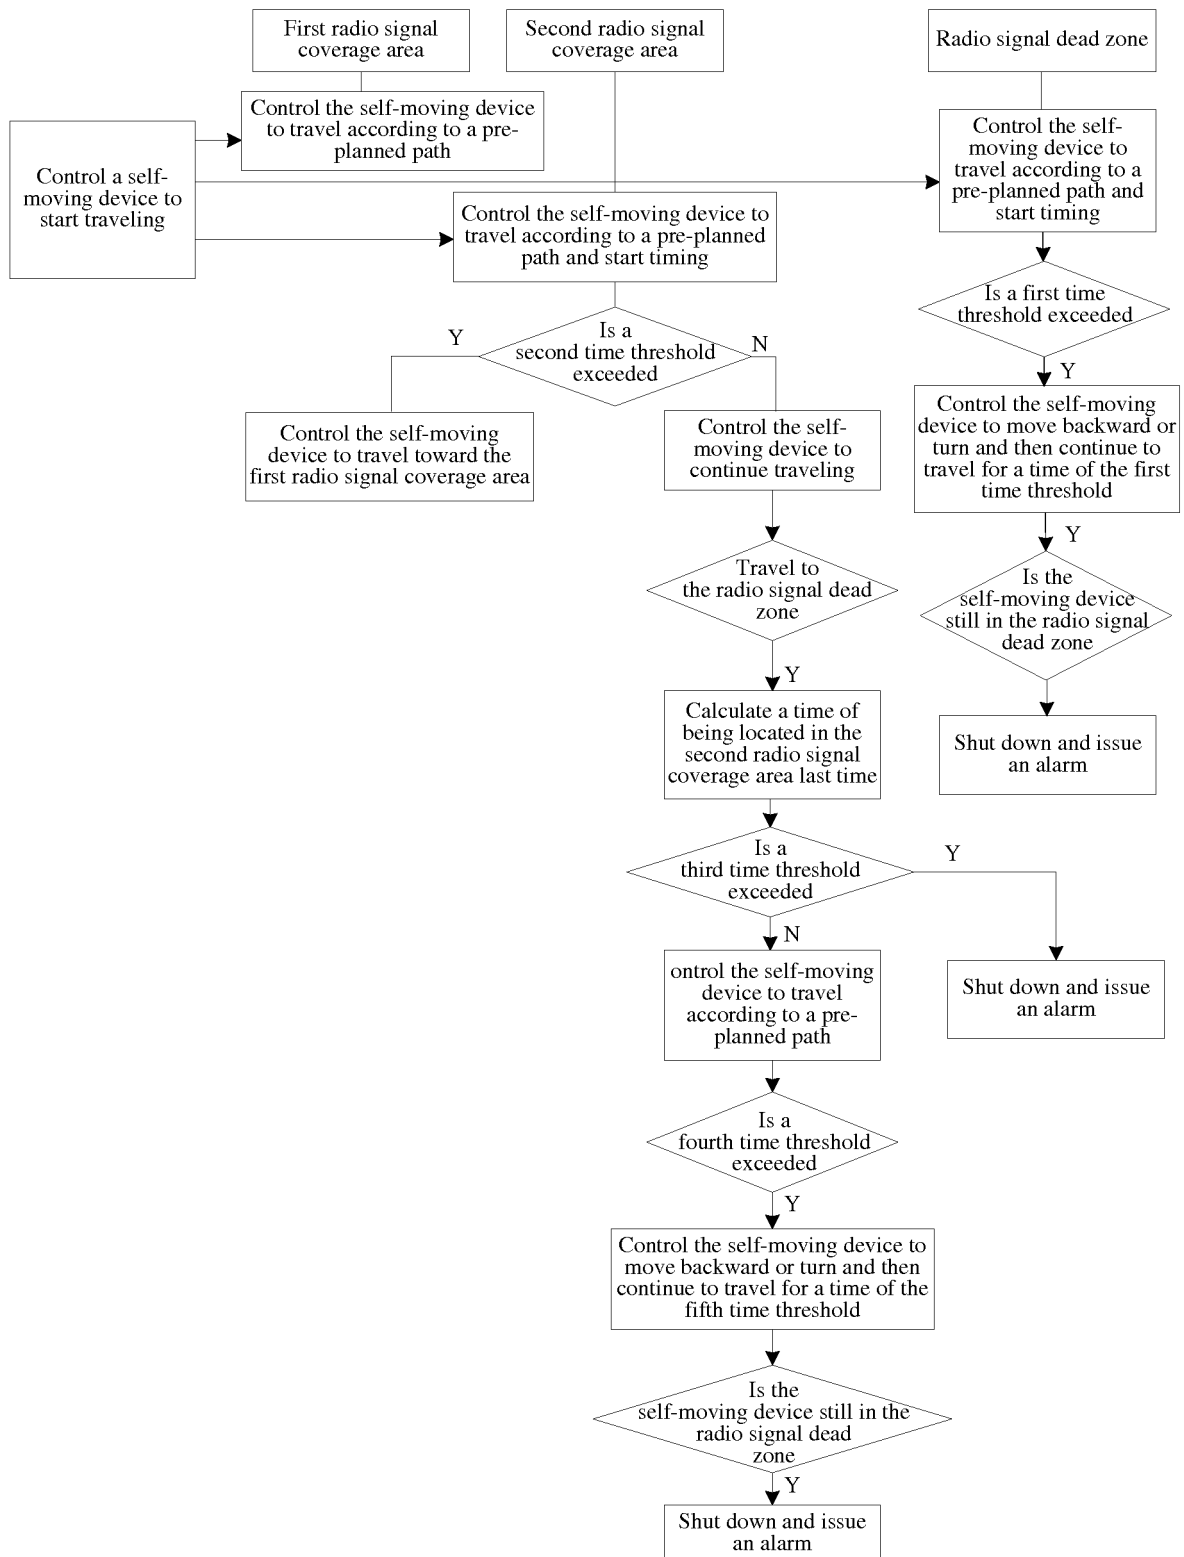 First radio signal
coverage area
Second radio signal
coverage area
Radio signal dead zone
Control the self-moving device
to travel according to a pre-
planned path
Control a self-
moving device to
start traveling
Control the self-
moving device to
travel according to a
pre-planned path and
start timing
Control the self-moving device to
travel according to a pre-planned
path and start timing
Is a first time
threshold exceeded
Y
Is a
second time threshold
exceeded
Y
N
Control the self-moving
device to travel toward the
first radio signal coverage area
Control the self-
moving device to
continue traveling
Control the self-moving
device to move backward or
turn and then continue to
travel for a time of the first
time threshold
Y
Travel to
the radio signal dead
zone
Y
Is the
self-moving device
still in the radio signal
dead zone
Calculate a time of
being located in the
second radio signal
coverage area last time
Shut down and issue
an alarm
Is a
third time threshold
exceeded
Y
N
ontrol the self-moving
device to travel
according to a pre-
planned path
Shut down and issue
an alarm
Is a
fourth time threshold
exceeded
Y
Control the self-moving device to
move backward or turn and then
continue to travel for a time of the
fifth time threshold
Is the
self-moving device still in the
radio signal dead
zone
Y
Shut down and issue
an alarm